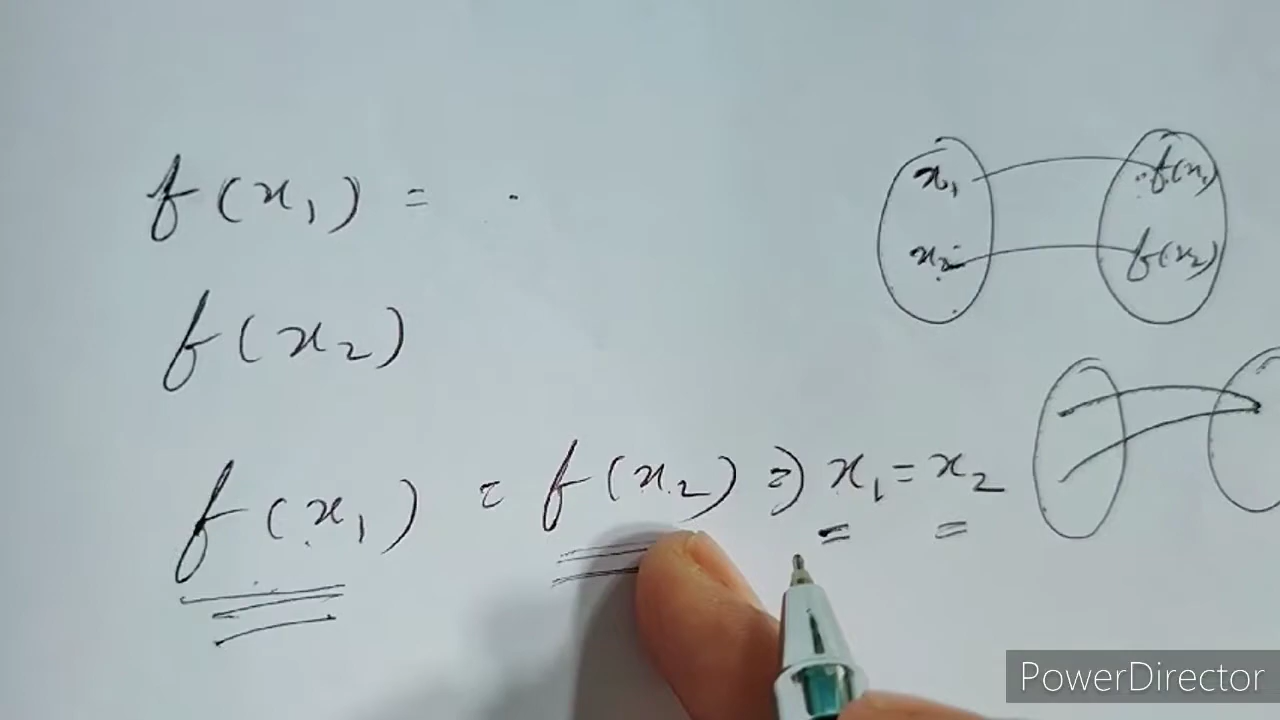 f(x₁) = .
x₁ f(x₁)
x₂ f(x₂)
f(x₂)
f(x₁) = f(x₂) ⇒ x₁ = x₂
PowerDirector